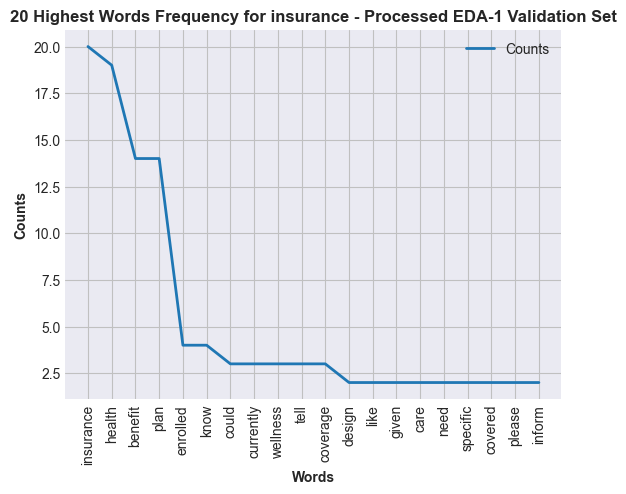 20 Highest Words Frequency for insurance - Processed EDA-1 Validation Set
Counts
20.0
17.5
15.0
12.5
10.0
7.5
5.0
2.5
Counts
insurance
health
benefit
plan
enrolled
know
could
currently
wellness
tell
coverage
design
like
given
care
need
specific
covered
please
inform
Words